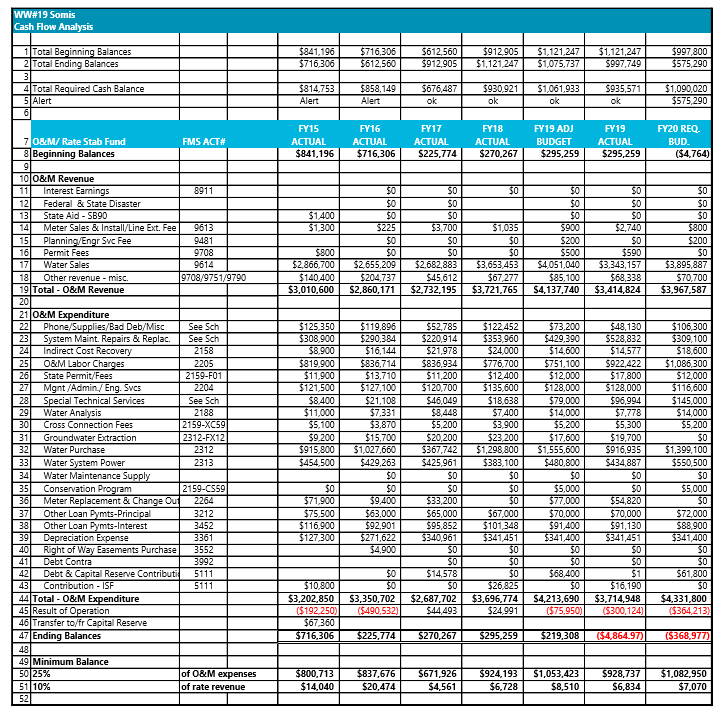 WW#19 Somis
Cash Flow Analysis
1 Total Beginning Balances $841,196 $716,306 $612,560 $912,905 $1,121,247 $1,121,247 $997,800
2 Total Ending Balances $716,306 $612,560 $912,905 $1,121,247 $1,075,737 $997,749 $575,290
3
4 Total Required Cash Balance $814,753 $858,149 $676,487 $930,921 $1,061,933 $935,571 $1,090,020
5 Alert Alert Alert ok ok ok ok $575,290
6
FY15 FY16 FY17 FY18 FY19 ADJ FY19 FY20 REQ.
7 O&M/ Rate Stab Fund FMS ACT# ACTUAL ACTUAL ACTUAL ACTUAL BUDGET ACTUAL BUD.
8 Beginning Balances $841,196 $716,306 $225,774 $270,267 $295,259 $295,259 ($4,764)
9
10 O&M Revenue
11 Interest Earnings 8911 $0 $0 $0 $0 $0 $0
12 Federal & State Disaster $0 $0 $0 $0 $0
13 State Aid - SB90 $1,400 $0 $0 $0 $0 $0
14 Meter Sales & Install/Line Ext. Fee 9613 $1,300 $225 $3,700 $1,035 $900 $2,740 $800
15 Planning/Engr Svc Fee 9481 $0 $0 $0 $200 $0 $200
16 Permit Fees 9708 $800 $0 $0 $0 $500 $590 $0
17 Water Sales 9614 $2,866,700 $2,655,209 $2,682,883 $3,653,453 $4,051,040 $3,343,157 $3,895,887
18 Other revenue - misc. 9708/9751/9790 $140,400 $204,737 $45,612 $67,277 $85,100 $68,338 $70,700
19 Total - O&M Revenue $3,010,600 $2,860,171 $2,732,195 $3,721,765 $4,137,740 $3,414,824 $3,967,587
20
21 O&M Expenditure
22 Phone/Supplies/Bad Deb/Misc See Sch $125,350 $119,896 $52,785 $122,452 $73,200 $48,130 $106,300
23 System Maint. Repairs & Replac. See Sch $308,900 $290,384 $220,914 $353,960 $429,390 $528,832 $309,100
24 Indirect Cost Recovery 2158 $8,900 $16,144 $21,978 $24,000 $14,600 $14,577 $18,600
25 O&M Labor Charges 2205 $819,900 $836,714 $836,934 $776,700 $751,100 $922,422 $1,086,300
26 State Permit/Fees 2159-F01 $11,900 $13,710 $11,200 $12,400 $12,000 $17,800 $12,000
27 Mgnt /Admin./ Eng. Svcs 2204 $121,500 $127,100 $120,700 $135,600 $128,000 $128,000 $116,600
28 Special Technical Services See Sch $8,400 $21,108 $46,049 $18,638 $79,000 $96,994 $145,000
29 Water Analysis 2188 $11,000 $7,331 $8,448 $7,400 $14,000 $7,778 $14,000
30 Cross Connection Fees 2159-XC59 $5,100 $3,870 $5,200 $3,900 $5,200 $5,300 $5,200
31 Groundwater Extraction 2312-FX12 $9,200 $15,700 $20,200 $23,200 $17,600 $19,700 $0
32 Water Purchase 2312 $915,800 $1,027,660 $367,742 $1,298,800 $1,555,600 $916,935 $1,399,100
33 Water System Power 2313 $454,500 $429,263 $425,961 $383,100 $480,800 $434,887 $550,500
34 Water Maintenance Supply $0 $0 $0 $0 $0 $0
35 Conservation Program 2159-CS59 $0 $0 $0 $0 $5,000 $0 $5,000
36 Meter Replacement & Change Out 2264 $71,900 $9,400 $33,200 $0 $77,000 $54,820 $0
37 Other Loan Pymts-Principal 3212 $75,500 $63,000 $65,000 $67,000 $70,000 $70,000 $72,000
38 Other Loan Pymts-Interest 3452 $116,900 $92,901 $95,852 $101,348 $91,400 $91,130 $88,900
39 Depreciation Expense 3361 $127,300 $271,622 $340,961 $341,451 $341,400 $341,451 $341,400
40 Right of Way Easements Purchase 3552 $4,900 $0 $0 $0 $0 $0
41 Debt Contra 3992 $0 $0 $0 $0 $0
42 Debt & Capital Reserve Contributi 5111 $0 $14,578 $0 $68,400 $1 $61,800
43 Contribution - ISF 5111 $10,800 $0 $0 $26,825 $0 $16,190 $0
44 Total - O&M Expenditure $3,202,850 $3,350,702 $2,687,702 $3,696,774 $4,213,690 $3,714,948 $4,331,800
45 Result of Operation ($192,250) ($490,532) $44,493 $24,991 ($75,950) ($300,124) ($364,213)
46 Transfer to/fr Capital Reserve $67,360
47 Ending Balances $716,306 $225,774 $270,267 $295,259 $219,308 ($4,864.97) ($368,977)
48
49 Minimum Balance
50 25% of O&M expenses $800,713 $837,676 $671,926 $924,193 $1,053,423 $928,737 $1,082,950
51 10% of rate revenue $14,040 $20,474 $4,561 $6,728 $8,510 $6,834 $7,070
52